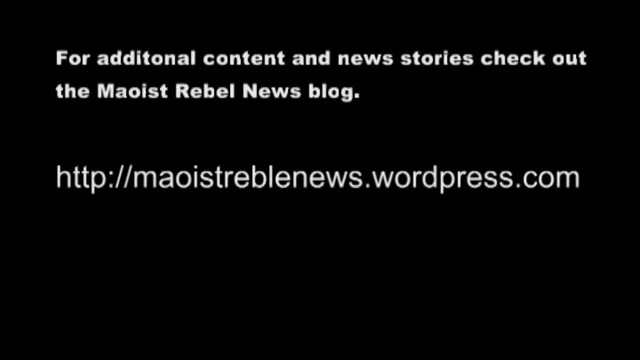 For additonal content and news stories check out
the Maoist Rebel News blog.
http://maoistreblenews.wordpress.com